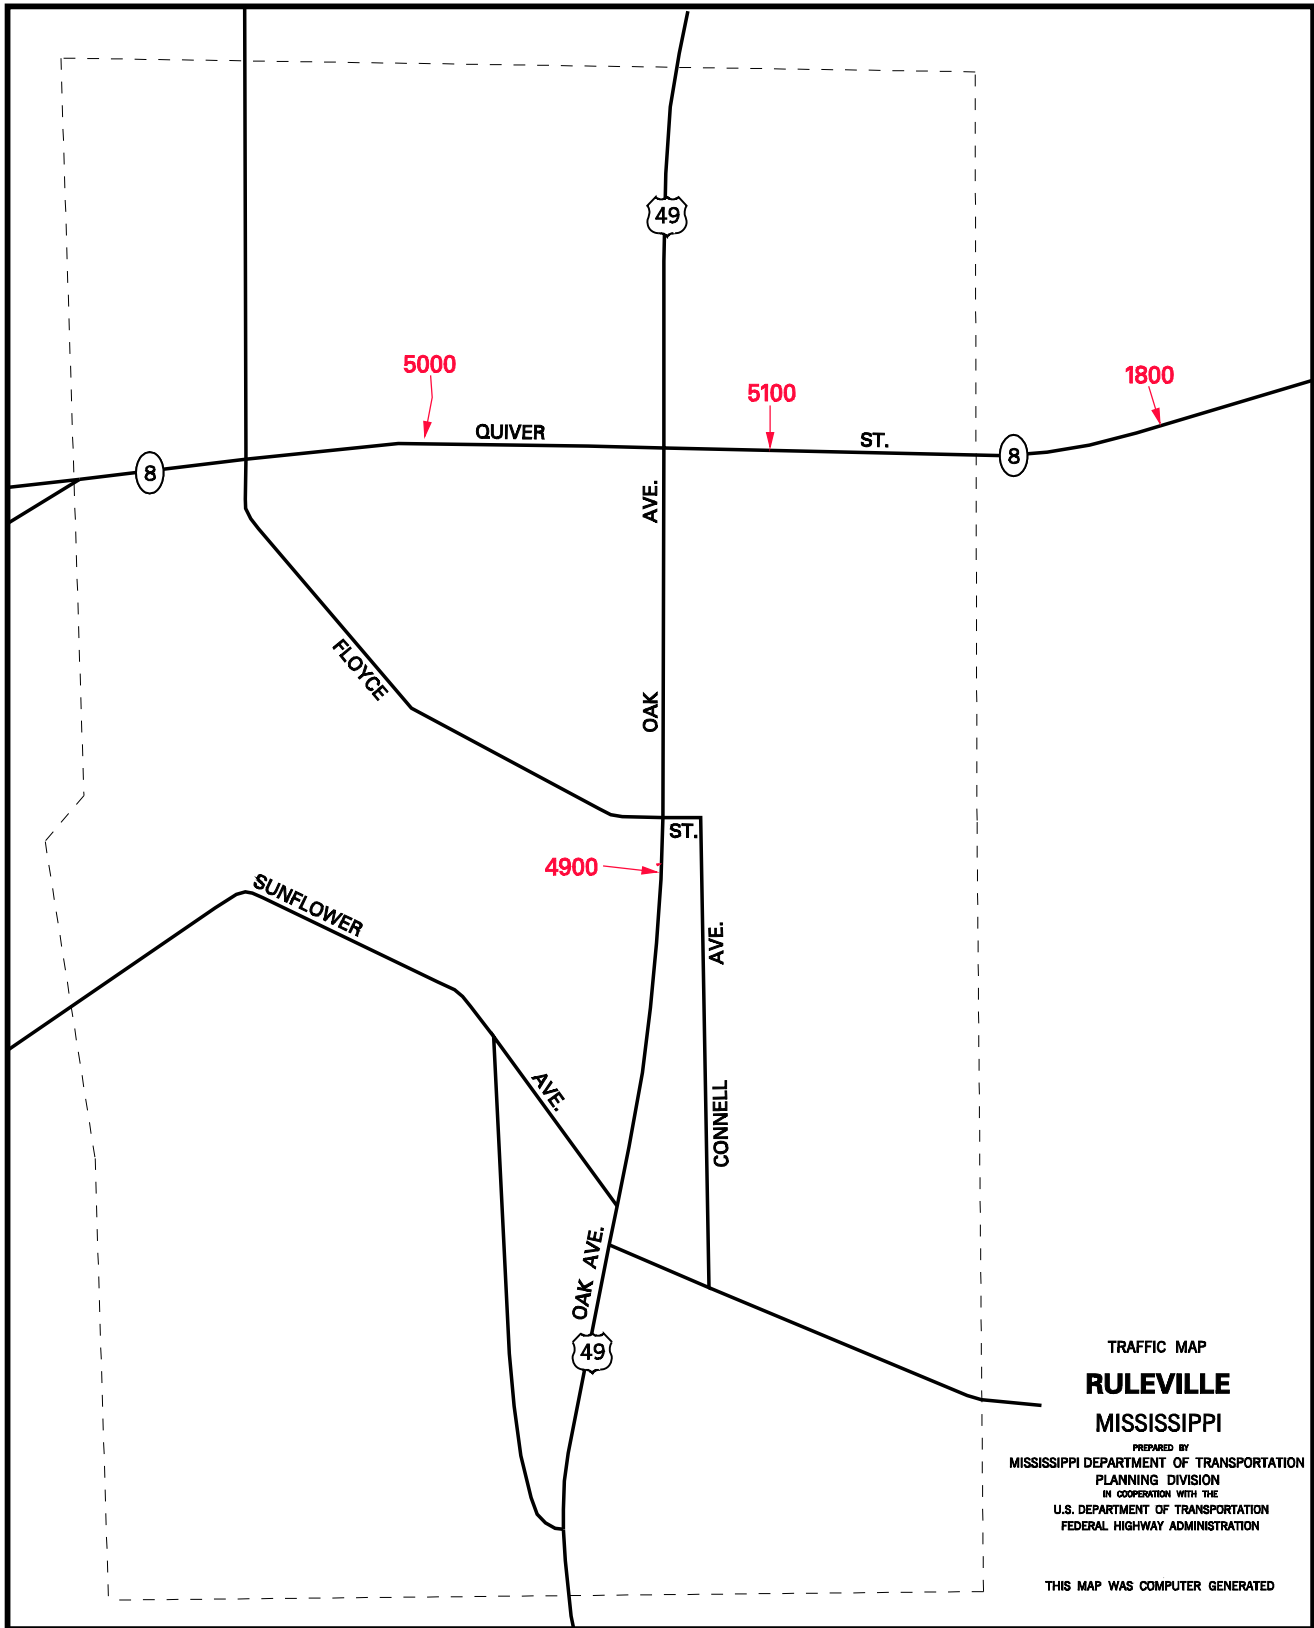 49
5000
5100
1800
QUIVER
ST.
8
8
AVE.
FLOYCE
OAK
ST.
4900
SUNFLOWER
AVE.
AVE.
CONNELL
OAK AVE.
49
TRAFFIC MAP
RULEVILLE
MISSISSIPPI
PREPARED BY
MISSISSIPPI DEPARTMENT OF TRANSPORTATION
PLANNING DIVISION
IN COOPERATION WITH THE
U.S. DEPARTMENT OF TRANSPORTATION
FEDERAL HIGHWAY ADMINISTRATION
THIS MAP WAS COMPUTER GENERATED